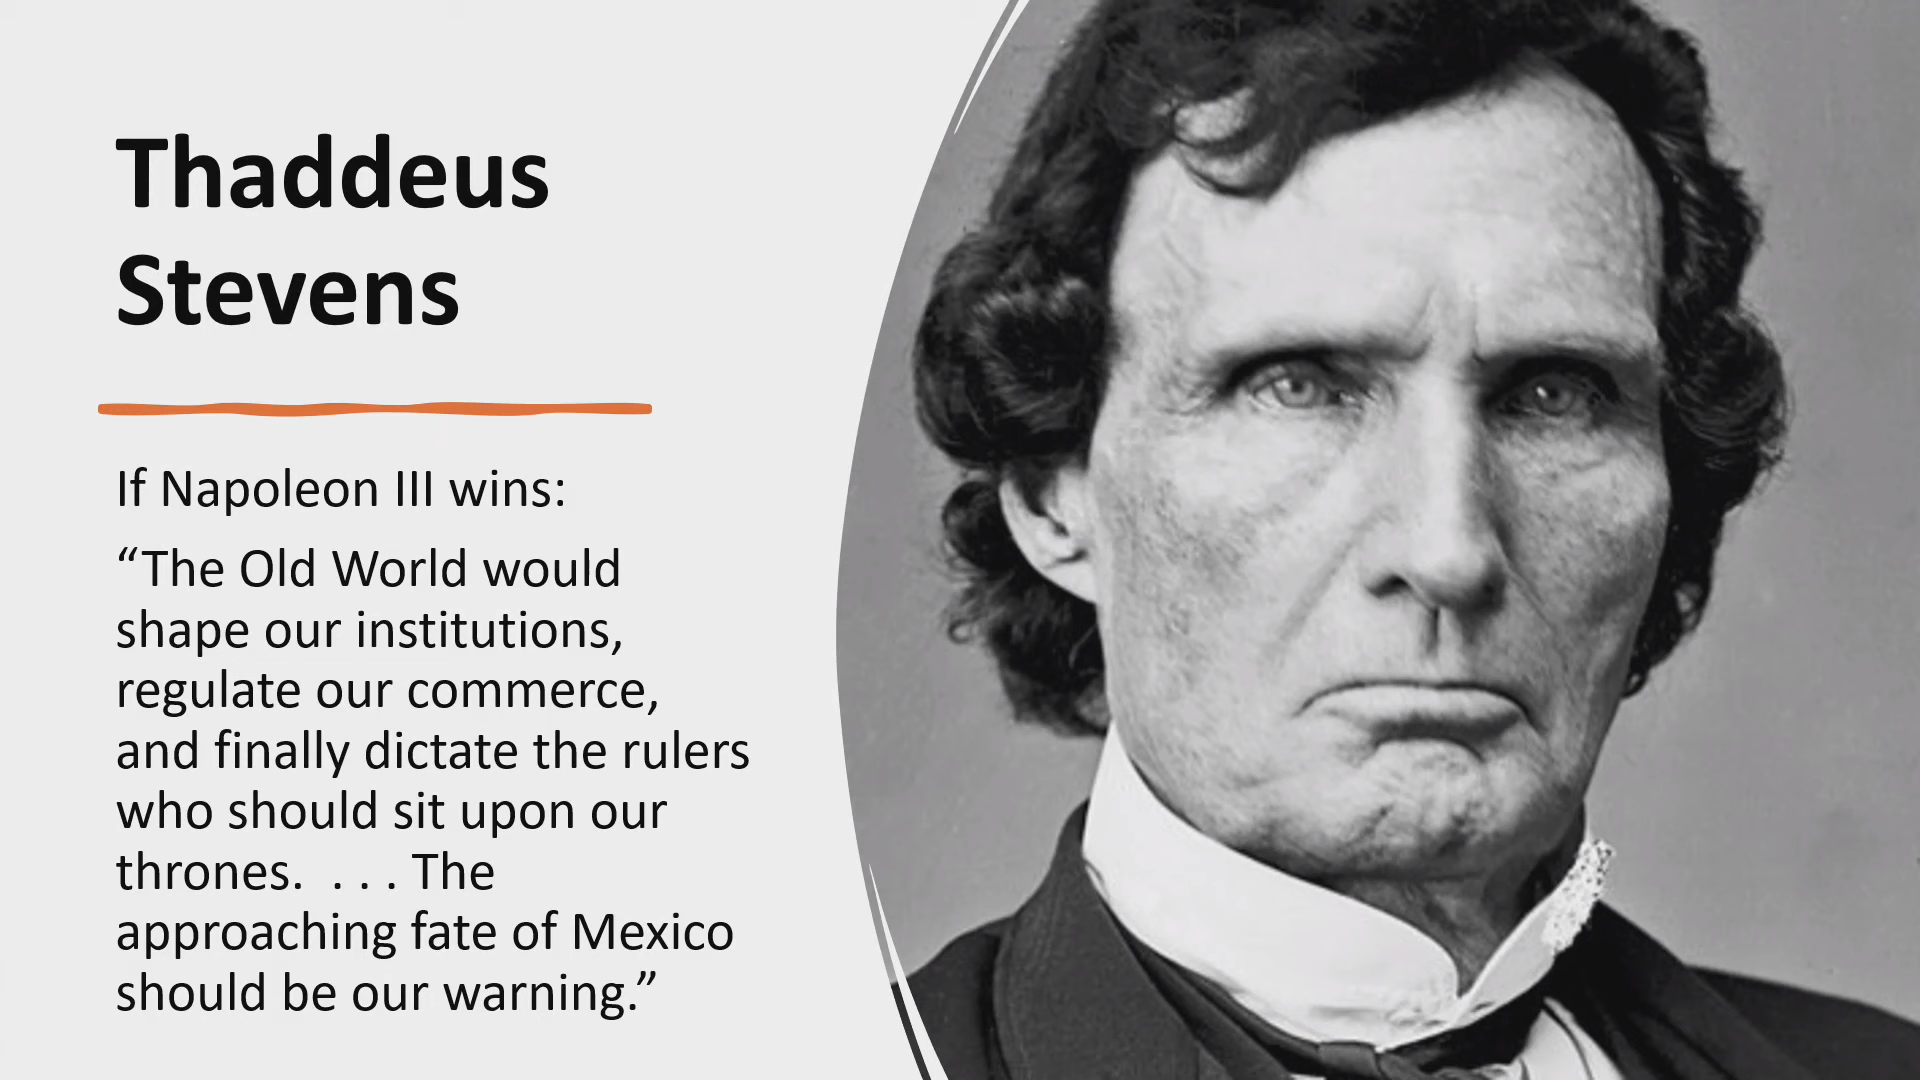 Thaddeus
Stevens
If Napoleon III wins:
“The Old World would
shape our institutions,
regulate our commerce,
and finally dictate the rulers
who should sit upon our
thrones.  . . . The
approaching fate of Mexico
should be our warning.”